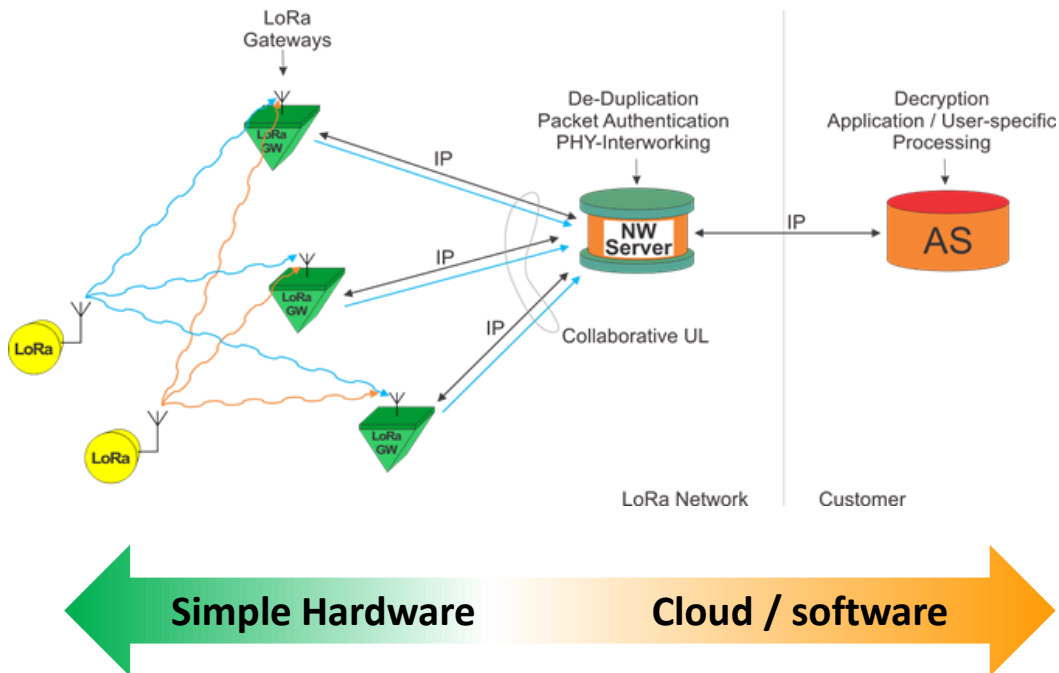 LoRa
Gateways
LoRa
GW
De-Duplication
Packet Authentication
PHY-Interworking
Decryption
Application / User-specific
Processing
IP
IP
NW
Server
IP
AS
LoRa
GW
IP
Collaborative UL
LoRa
LoRa
GW
LoRa
LoRa Network
Customer
Simple Hardware
Cloud / software